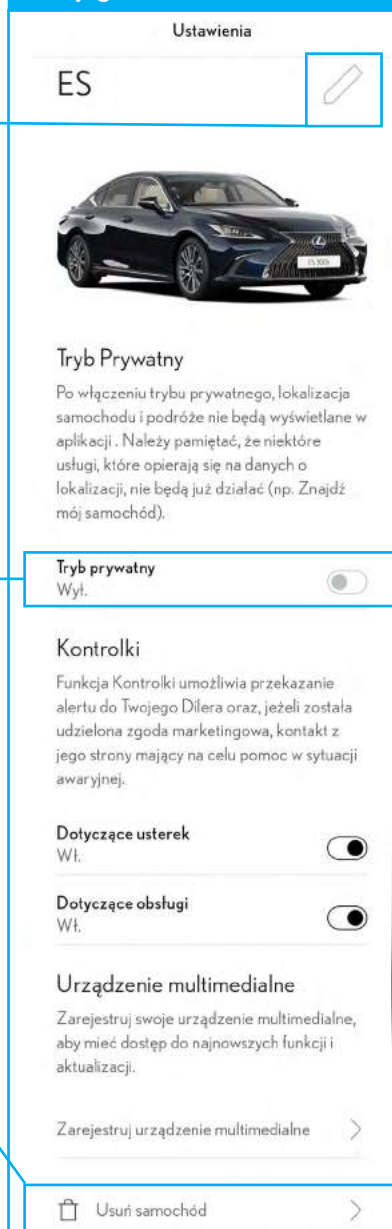 Ustawienia
ES
ES 300h
Tryb Prywatny
Po włączeniu trybu prywatnego, lokalizacja
samochodu i podróże nie będą wyświetlane w
aplikacji . Należy pamiętać, że niektóre
usługi, które opierają się na danych o
lokalizacji, nie będą już działać (np. Znajdź
mój samochód).
Tryb prywatny
Wył.
Kontrolki
Funkcja Kontrolki umożliwia przekazanie
alertu do Twojego Dilera oraz, jeżeli została
udzielona zgoda marketingowa, kontakt z
jego strony mający na celu pomoc w sytuacji
awaryjnej.
Dotyczące usterek
Wł.
Dotyczące obsługi
Wł.
Urządzenie multimedialne
Zarejestruj swoje urządzenie multimedialne,
aby mieć dostęp do najnowszych funkcji i
aktualizacji.
Zarejestruj urządzenie multimedialne
Usuń samochód